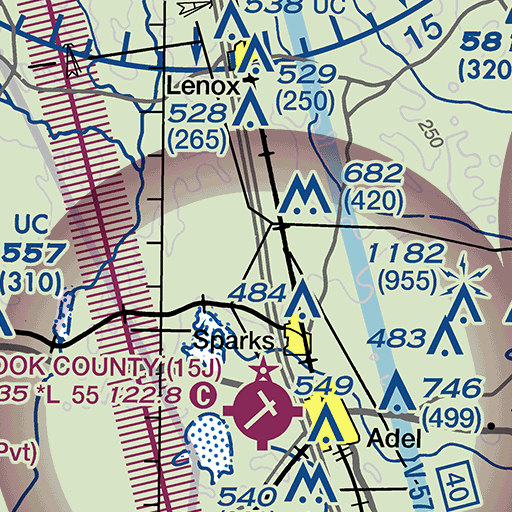 538 UC
15
581
(320
Lenox
529
(250)
528
(265)
250
682
(420)
UC
557
(310)
1182
(955)
484
483
Sparks
OOK COUNTY (15J)
35 *L 55 122.8 C
549
746
(499)
Pvt)
Adel
540
V-57
40